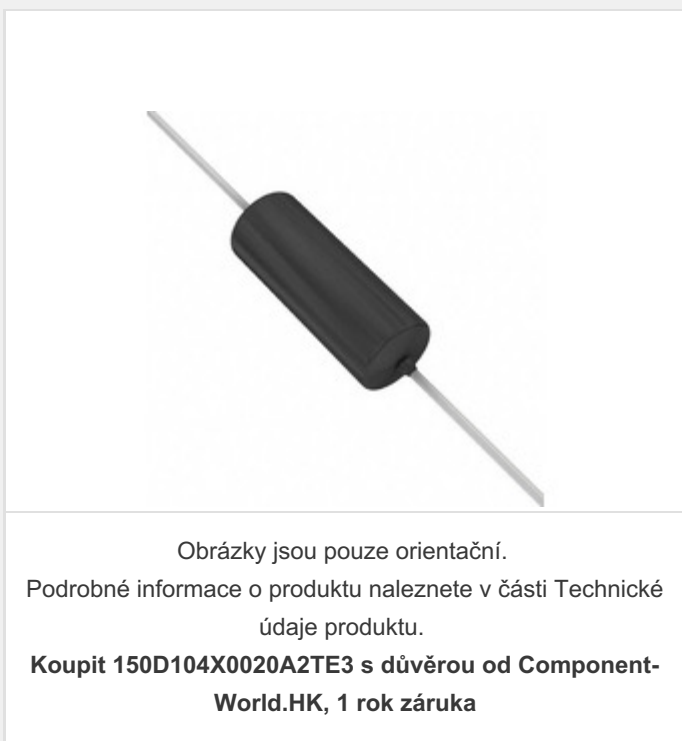 Obrázky jsou pouze orientační.
Podrobné informace o produktu naleznete v části Technické
údaje produktu.
Koupit 150D104X0020A2TE3 s důvěrou od Component-
World.HK, 1 rok záruka